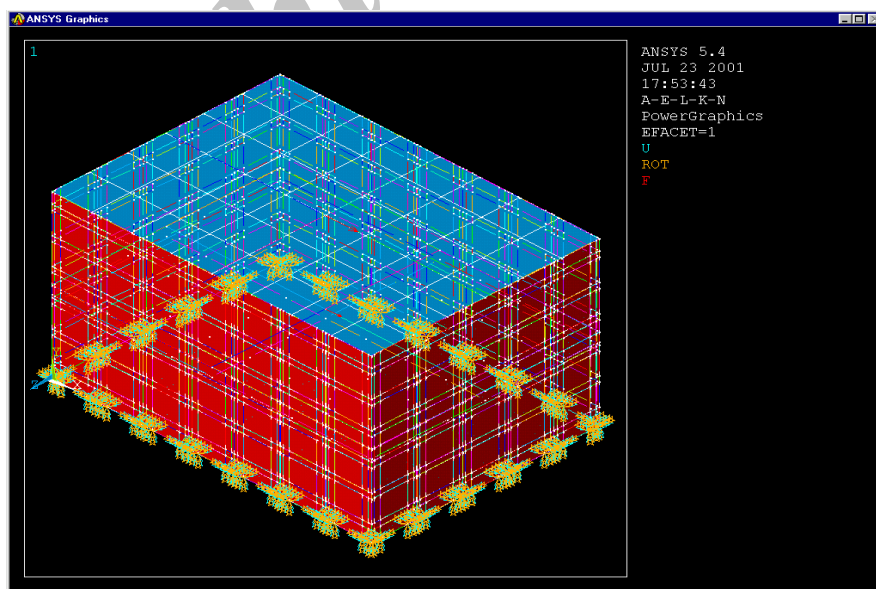 ANSYS Graphics
1
ANSYS 5.4
JUL 23 2001
17:53:43
A-E-L-K-N
PowerGraphics
EFACET=1
U
ROT
F
Z